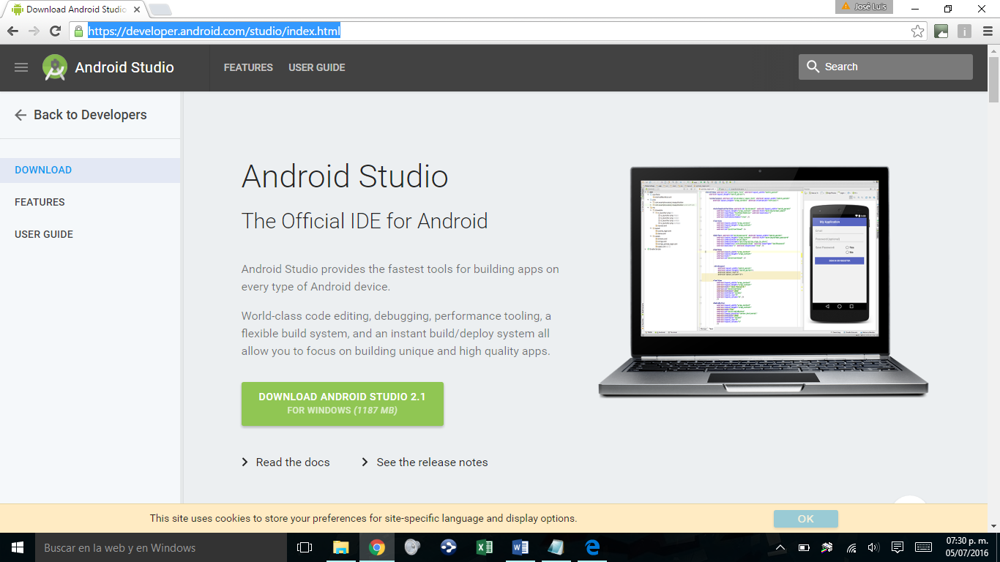 Download Android Studio
José Luis
https://developer.android.com/studio/index.html
Android Studio
FEATURES
USER GUIDE
Search
Back to Developers
DOWNLOAD
FEATURES
USER GUIDE
Android Studio
The Official IDE for Android
Android Studio provides the fastest tools for building apps on
every type of Android device.
World-class code editing, debugging, performance tooling, a
flexible build system, and an instant build/deploy system all
allow you to focus on building unique and high quality apps.
DOWNLOAD ANDROID STUDIO 2.1
FOR WINDOWS (1187 MB)
Read the docs
See the release notes
My Application
This site uses cookies to store your preferences for site-specific language and display options.
OK
Buscar en la web y en Windows
07:30 p. m.
05/07/2016